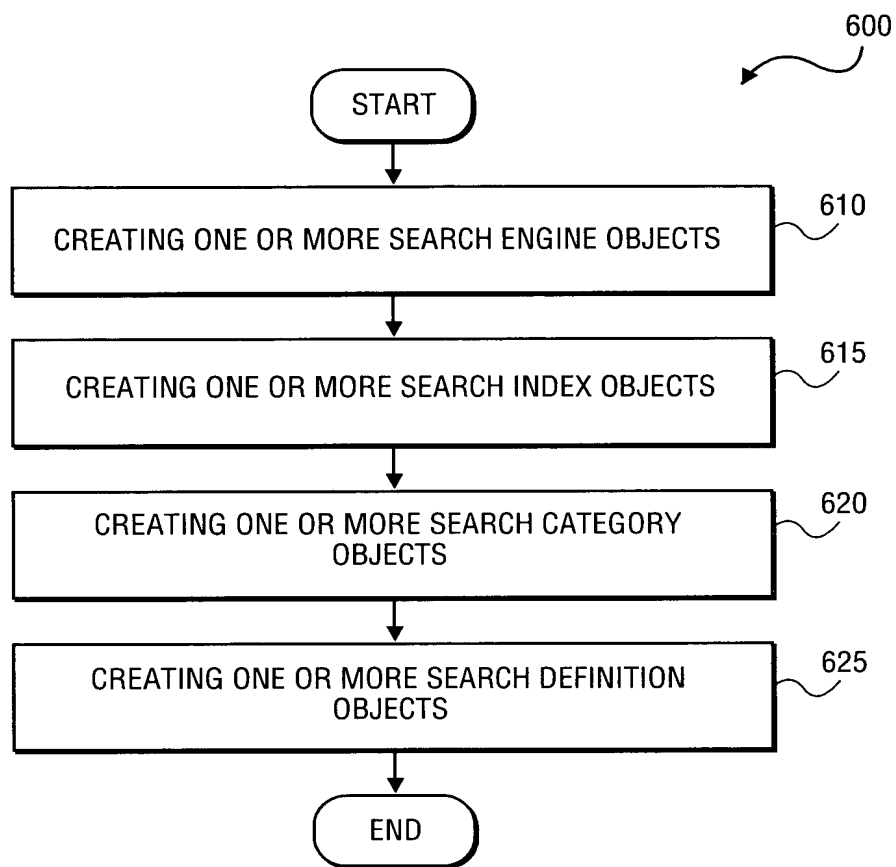 600
START
CREATING ONE OR MORE SEARCH ENGINE OBJECTS
610
CREATING ONE OR MORE SEARCH INDEX OBJECTS
615
CREATING ONE OR MORE SEARCH CATEGORY
OBJECTS
620
CREATING ONE OR MORE SEARCH DEFINITION
OBJECTS
625
END